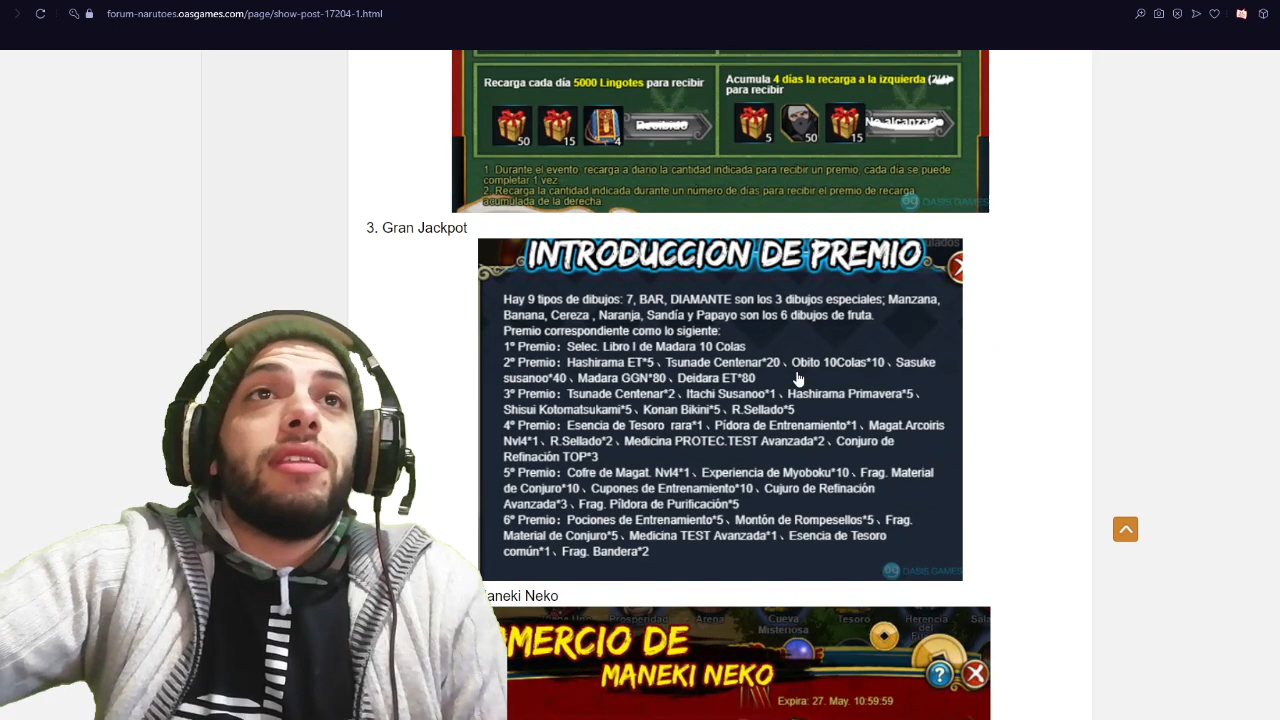 forum-narutoes.oasgames.com/page/show-post-17204-1.html
Recarga cada día 5000 Lingotes para recibir
Acumula 4 días la recarga a la izquierda
para recibir
50
15
4
Recibido
5
50
15
No alcanzado
1. Durante el evento, recarga a diario la cantidad indicada para recibir un premio, cada día se puede
completar 1 vez.
2. Recarga la cantidad indicada durante un número de días para recibir el premio de recarga
acumulada de la derecha.
OASIS GAMES
3. Gran Jackpot
INTRODUCCION DE PREMIO
Hay 9 tipos de dibujos: 7, BAR, DIAMANTE son los 3 dibujos especiales; Manzana,
Banana, Cereza , Naranja, Sandía y Papayo son los 6 dibujos de fruta.
Premio correspondiente como lo sigiente:
1º Premio： Selec. Libro I de Madara 10 Colas
2º Premio： Hashirama ET*5、Tsunade Centenar*20、Obito 10Colas*10、Sasuke
susanoo*40、Madara GGN*80、Deidara ET*80
3º Premio： Tsunade Centenar*2、Itachi Susanoo*1、Hashirama Primavera*5、
Shisui Kotomatsukami*5、Konan Bikini*5、R.Sellado*5
4º Premio： Esencia de Tesoro rara*1、Pídora de Entrenamiento*1、Magat.Arcoiris
Nvl4*1、R.Sellado*2、Medicina PROTEC.TEST Avanzada*2、Conjuro de
Refinación TOP*3
5º Premio： Cofre de Magat. Nvl4*1、Experiencia de Myoboku*10、Frag. Material
de Conjuro*10、Cupones de Entrenamiento*10、Cujuro de Refinación
Avanzada*3、Frag. Píldora de Purificación*5
6º Premio： Pociones de Entrenamiento*5、Montón de Rompesellos*5、Frag.
Material de Conjuro*5、Medicina TEST Avanzada*1、Esencia de Tesoro
común*1、Frag. Bandera*2
OASIS GAMES
aneki Neko
Prosperidad
Arena
Cueva
Misteriosa
Tesoro
Herencia
del
OMERCIO DE
MANEKI NEKO
?
Expira: 27. May. 10:59:59